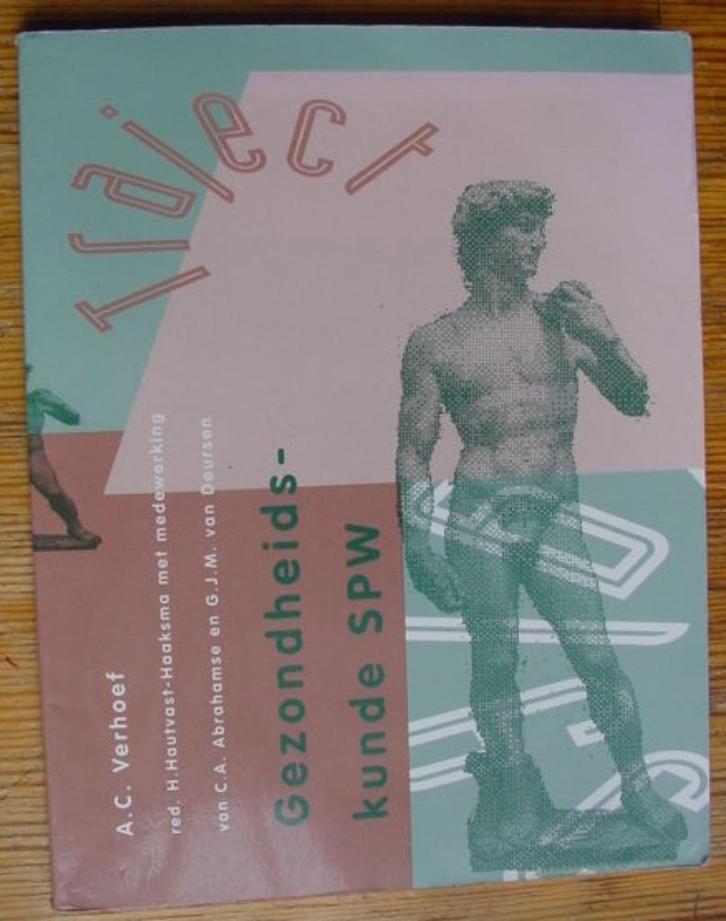 Traject
A.C. Verhoef
red. H.Hautvast-Haaksma met medewerking
van C.A. Abrahamse en G.J.M. van Deursen
Gezondheids-
kunde SPW